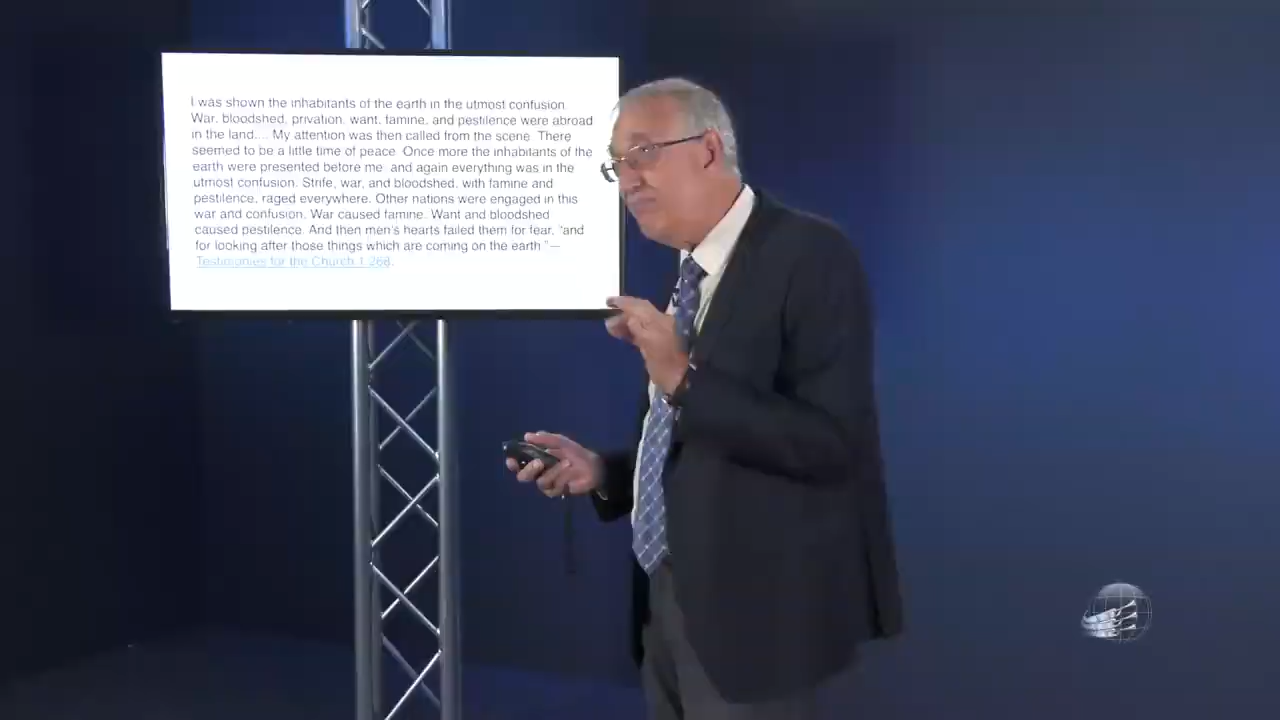 I was shown the inhabitants of the earth in the utmost confusion.
War, bloodshed, privation, want, famine, and pestilence were abroad
in the land.... My attention was then called from the scene. There
seemed to be a little time of peace. Once more the inhabitants of the
earth were presented before me, and again everything was in the
utmost confusion. Strife, war, and bloodshed, with famine and
pestilence, raged everywhere. Other nations were engaged in this
war and confusion. War caused famine. Want and bloodshed
caused pestilence. And then men's hearts failed them for fear, "and
for looking after those things which are coming on the earth."—
Testimonies for the Church 1:268.